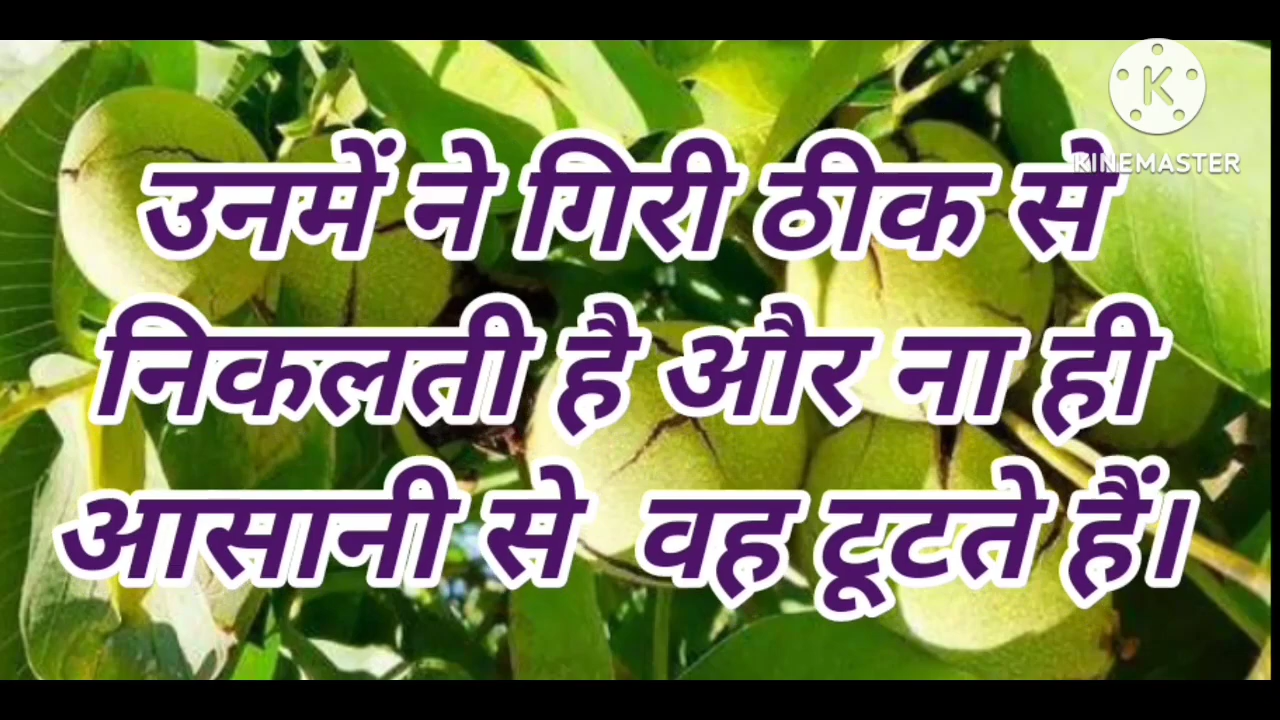 KINEMASTER
उनमें ने गिरी ठीक से
निकलती है और ना ही
आसानी से वह टूटते हैं।